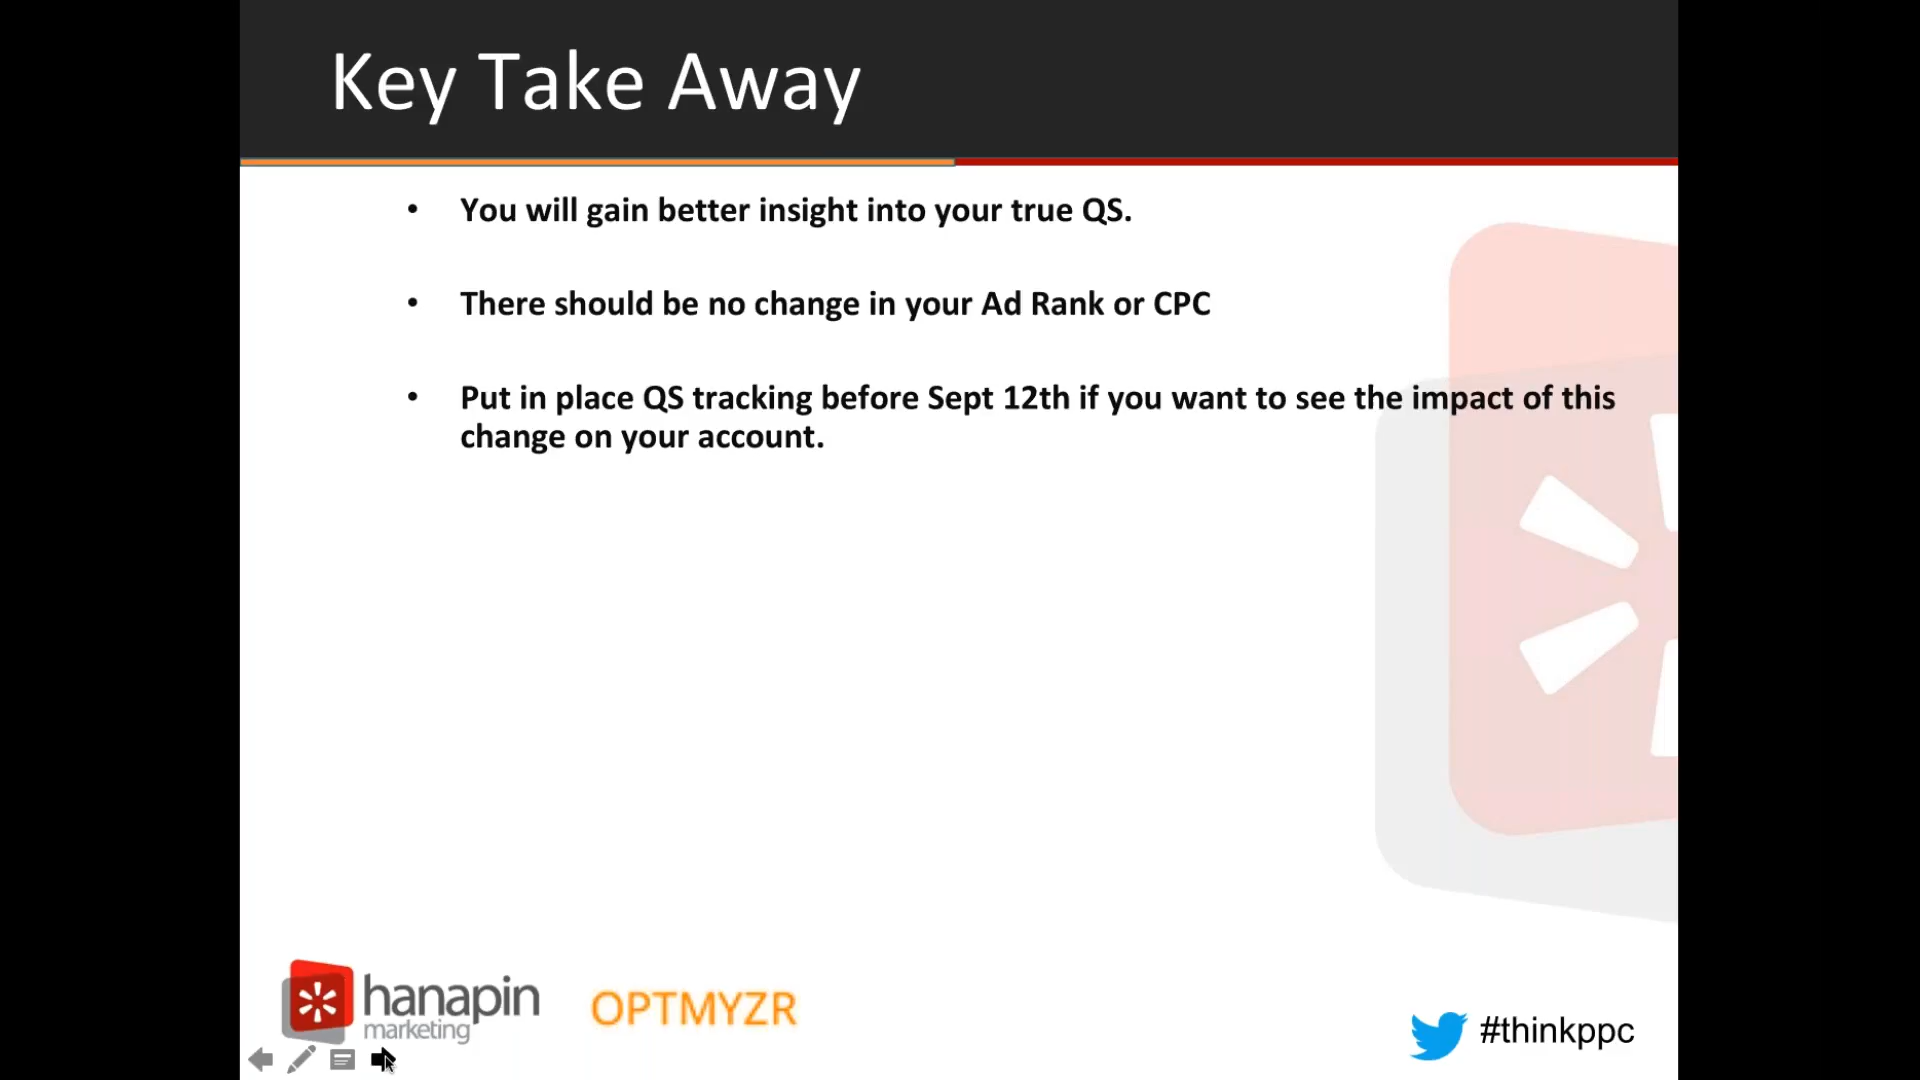 Key Take Away
• You will gain better insight into your true QS.
• There should be no change in your Ad Rank or CPC
• Put in place QS tracking before Sept 12th if you want to see the impact of this
change on your account.
hanapin
marketing
OPTMYZR
#thinkppc